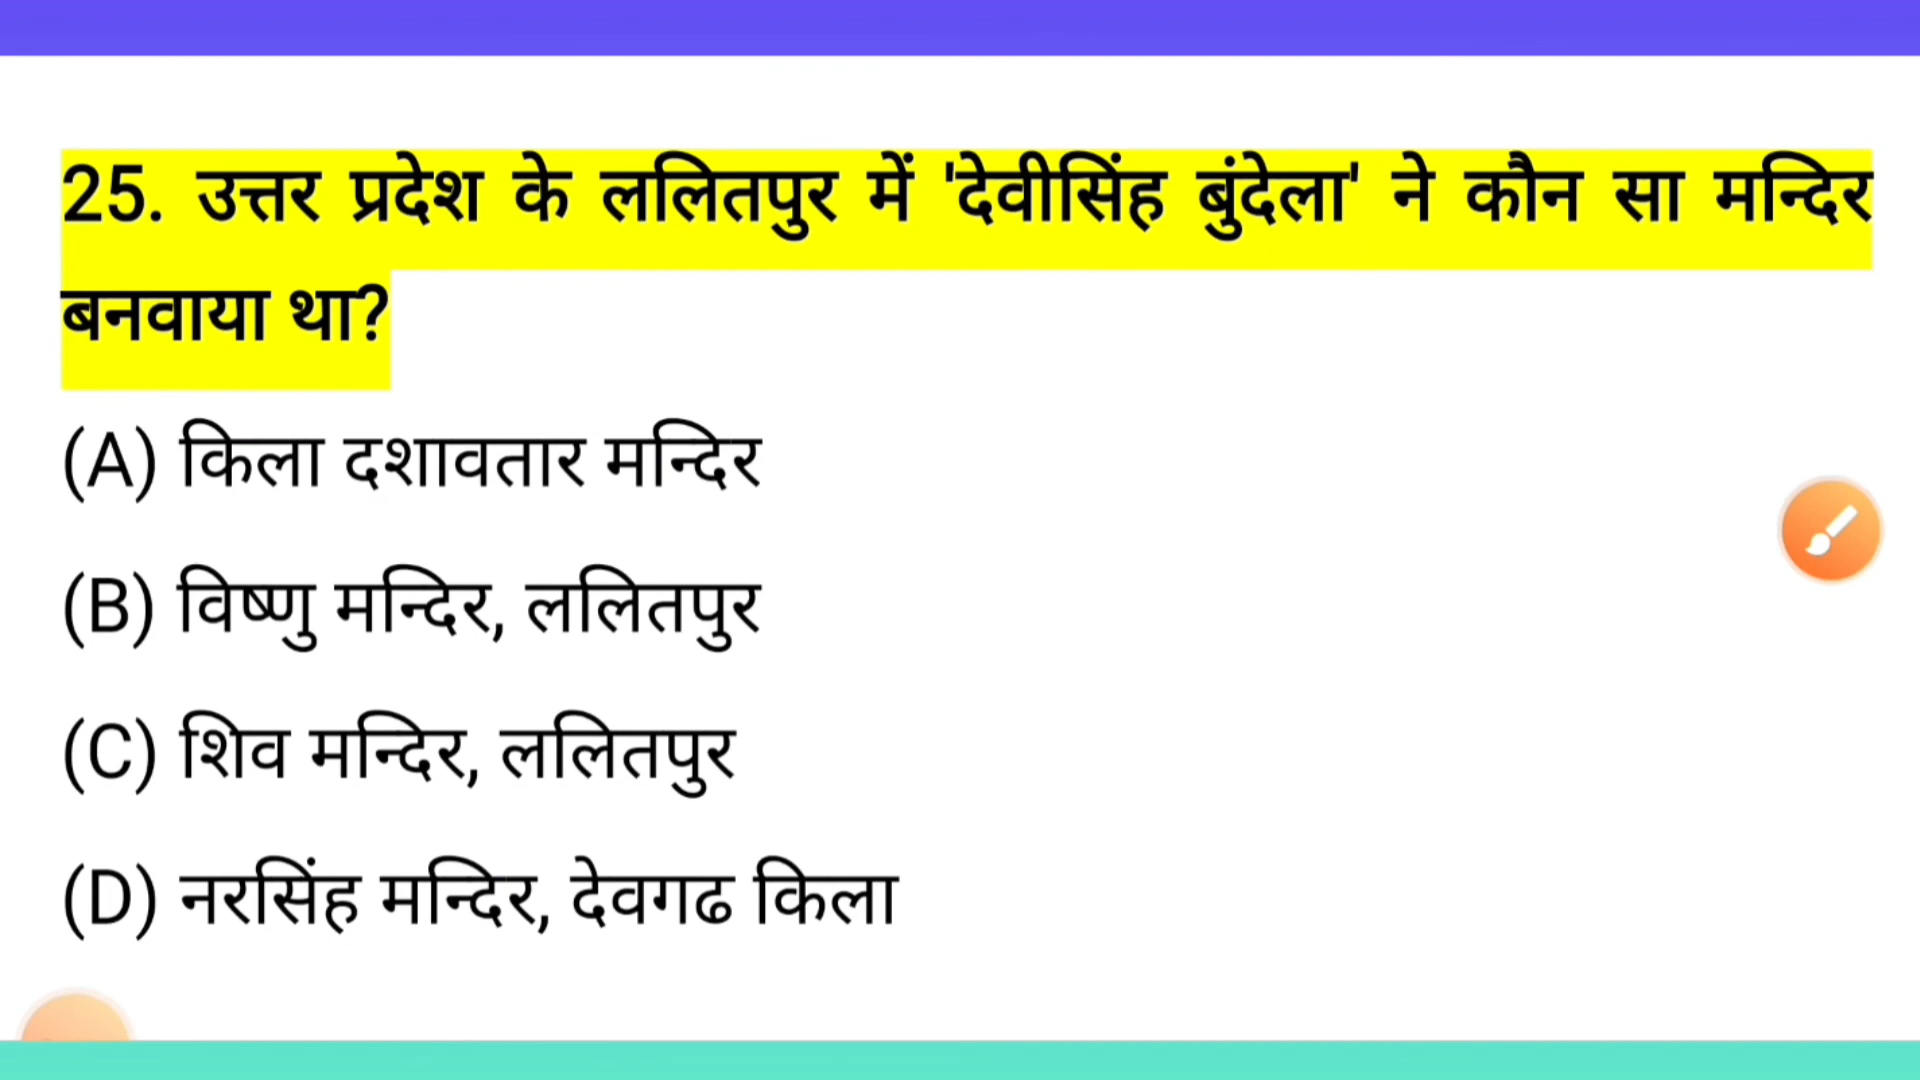 25. उत्तर प्रदेश के ललितपुर में 'देवीसिंह बुंदेला' ने कौन सा मन्दिर
बनवाया था?
(A) किला दशावतार मन्दिर
(B) विष्णु मन्दिर, ललितपुर
(C) शिव मन्दिर, ललितपुर
(D) नरसिंह मन्दिर, देवगढ किला